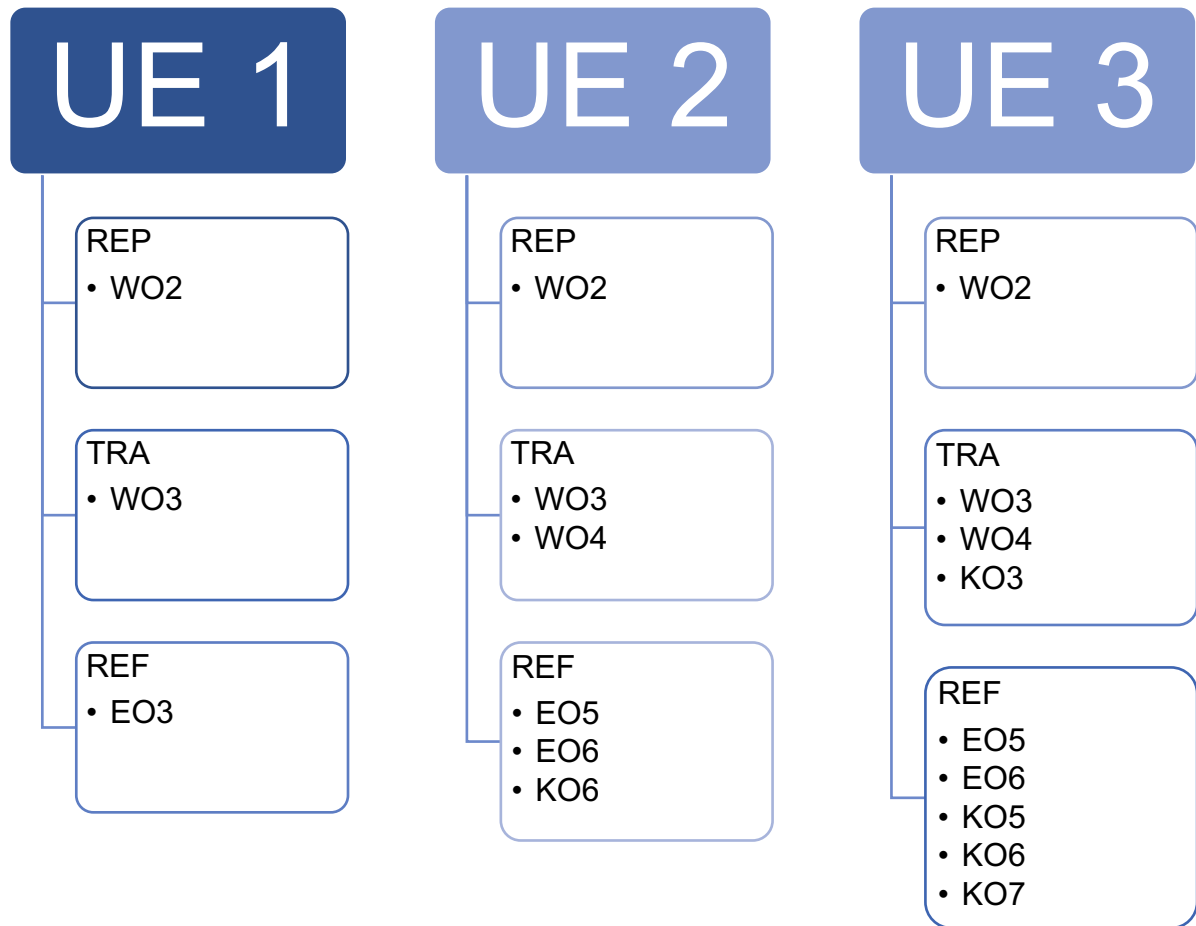 UE 1
REP
• WO2
TRA
• WO3
REF
• EO3
UE 2
REP
• WO2
TRA
• WO3
• WO4
REF
• EO5
• EO6
• KO6
UE 3
REP
• WO2
TRA
• WO3
• WO4
• KO3
REF
• EO5
• EO6
• KO5
• KO6
• KO7